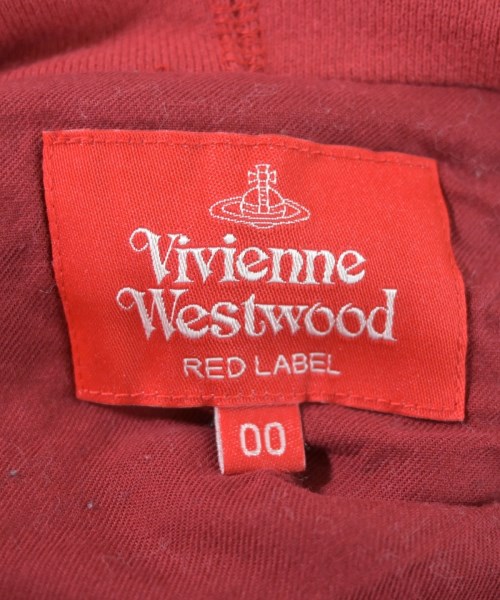 Vivienne
Westwood
RED LABEL
00